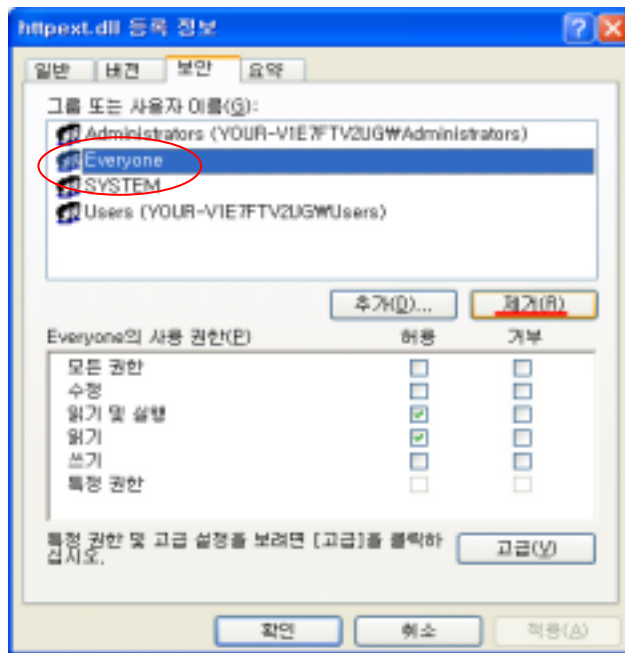 httpext.dll 등록 정보
일반 버전 보안 요약
그룹 또는 사용자 이름(G):
Administrators (YOUR-V1E7FTV2UG₩Administrators)
Everyone
SYSTEM
Users (YOUR-V1E7FTV2UG₩Users)
추가(D)... 제거(R)
Everyone의 사용 권한(P) 허용 거부
모든 권한
수정
읽기 및 실행
읽기
쓰기
특정 권한
특정 권한 및 고급 설정을 보려면 [고급]을 클릭하
십시오.
고급(V)
확인 취소 적용(A)